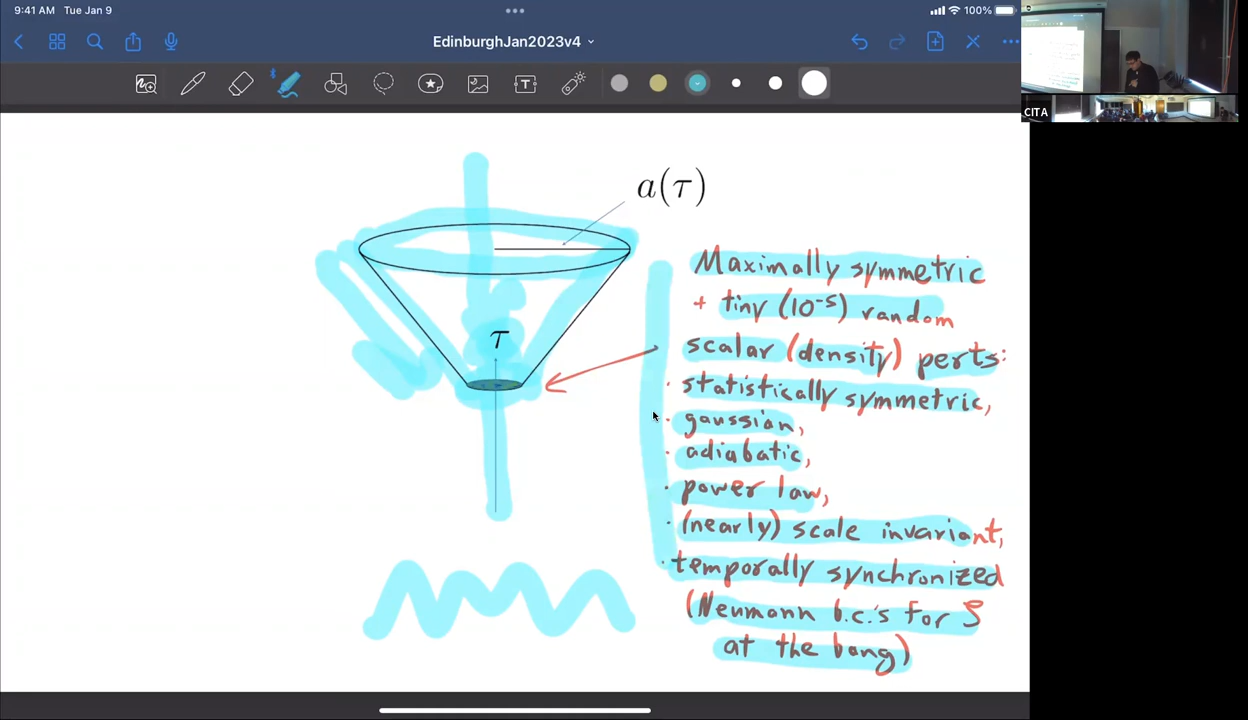 9:41 AM Tue Jan 9
100%
EdinburghJan2023v4
T
CITA
a(τ)
τ
Maximally symmetric
+ tiny (10⁻⁵) random
scalar (density) perts:
· statistically symmetric,
· gaussian,
· adiabatic,
· power law,
· (nearly) scale invariant,
· temporally synchronized
(Neumann b.c.'s for ζ
at the bang)